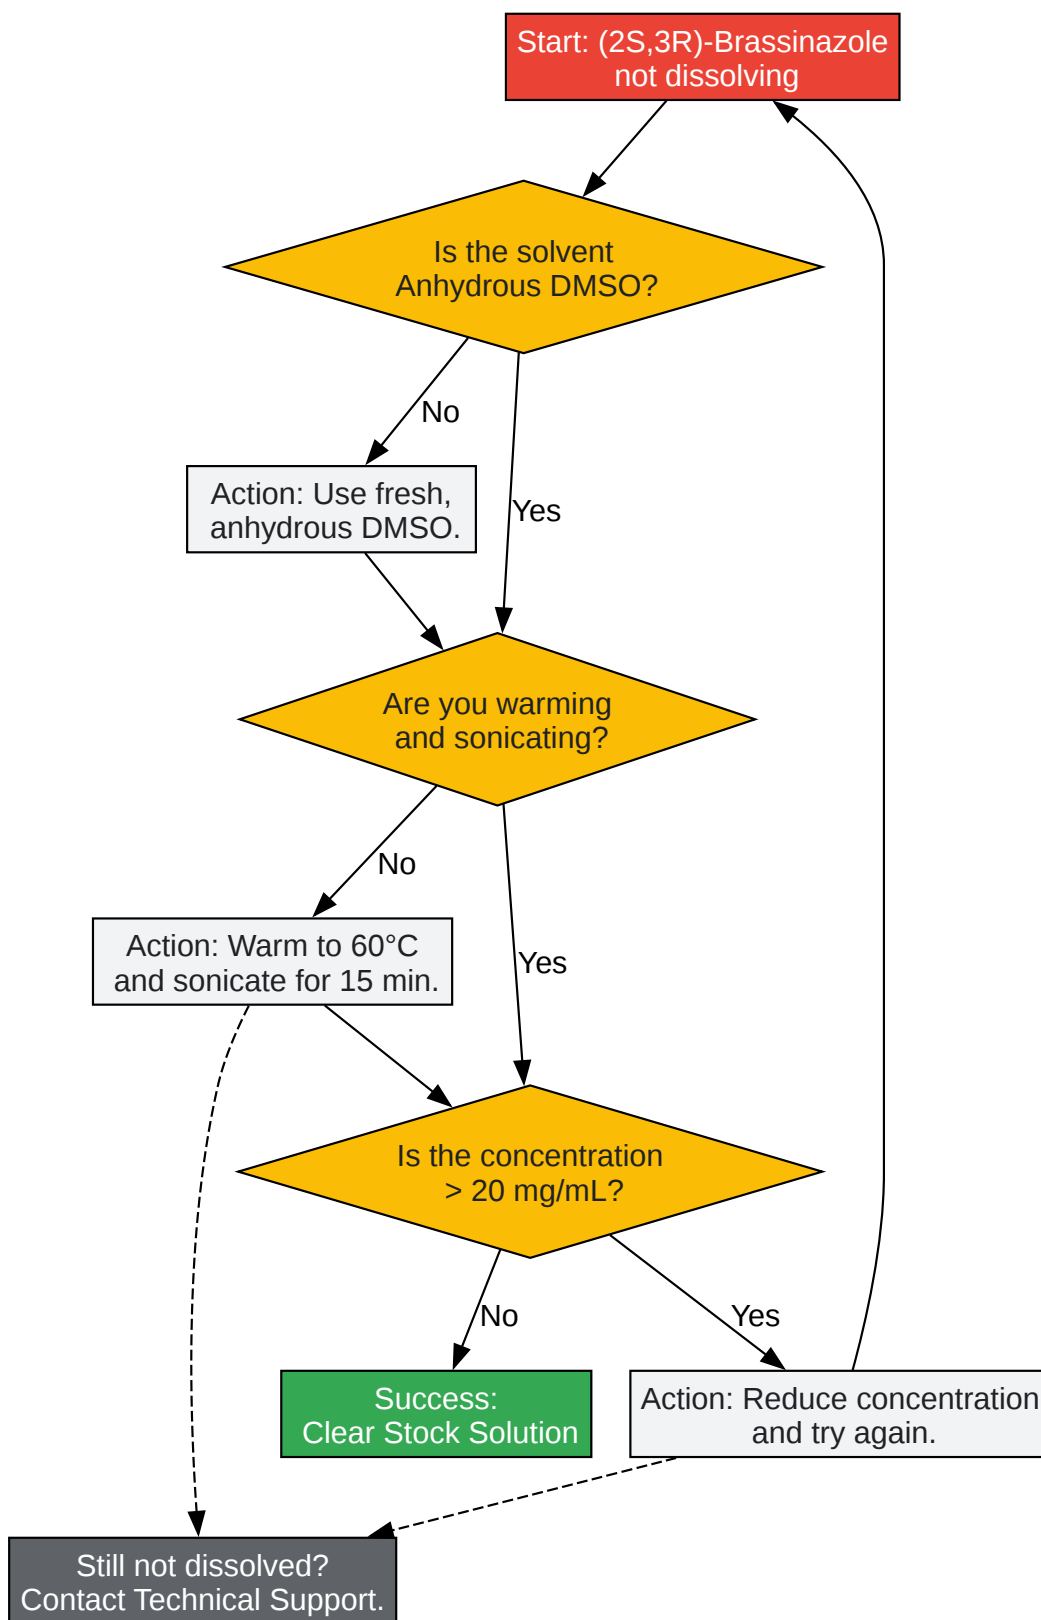 Start: (2S,3R)-Brassinazole
not dissolving
Is the solvent
Anhydrous DMSO?
No
Action: Use fresh,
anhydrous DMSO.
Yes
Are you warming
and sonicating?
No
Action: Warm to 60°C
and sonicate for 15 min.
Yes
Is the concentration
> 20 mg/mL?
No
Yes
Success:
Clear Stock Solution
Action: Reduce concentration
and try again.
Still not dissolved?
Contact Technical Support.